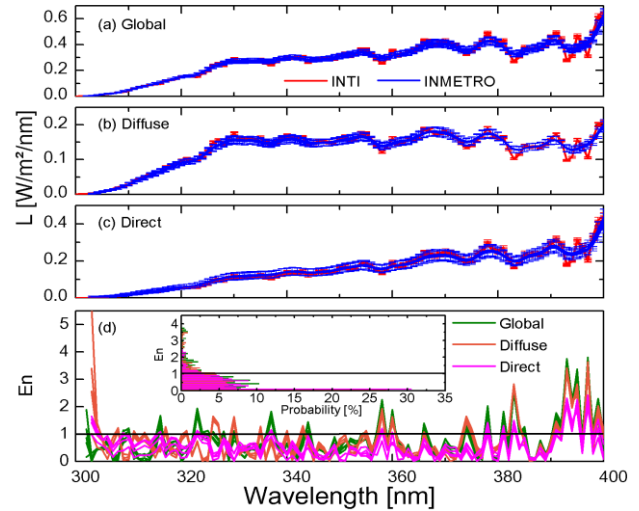 0.6
0.4
0.2
0.0
(a) Global
INTI
INMETRO
0.2
0.1
0.0
(b) Diffuse
0.4
0.2
0.0
(c) Direct
L [W/m²/nm]
5
4
3
2
1
0
(d)
En
4
3
2
1
0
En
0 5 10 15 20 25 30 35
Probability [%]
Global
Diffuse
Direct
300 320 340 360 380 400
Wavelength [nm]